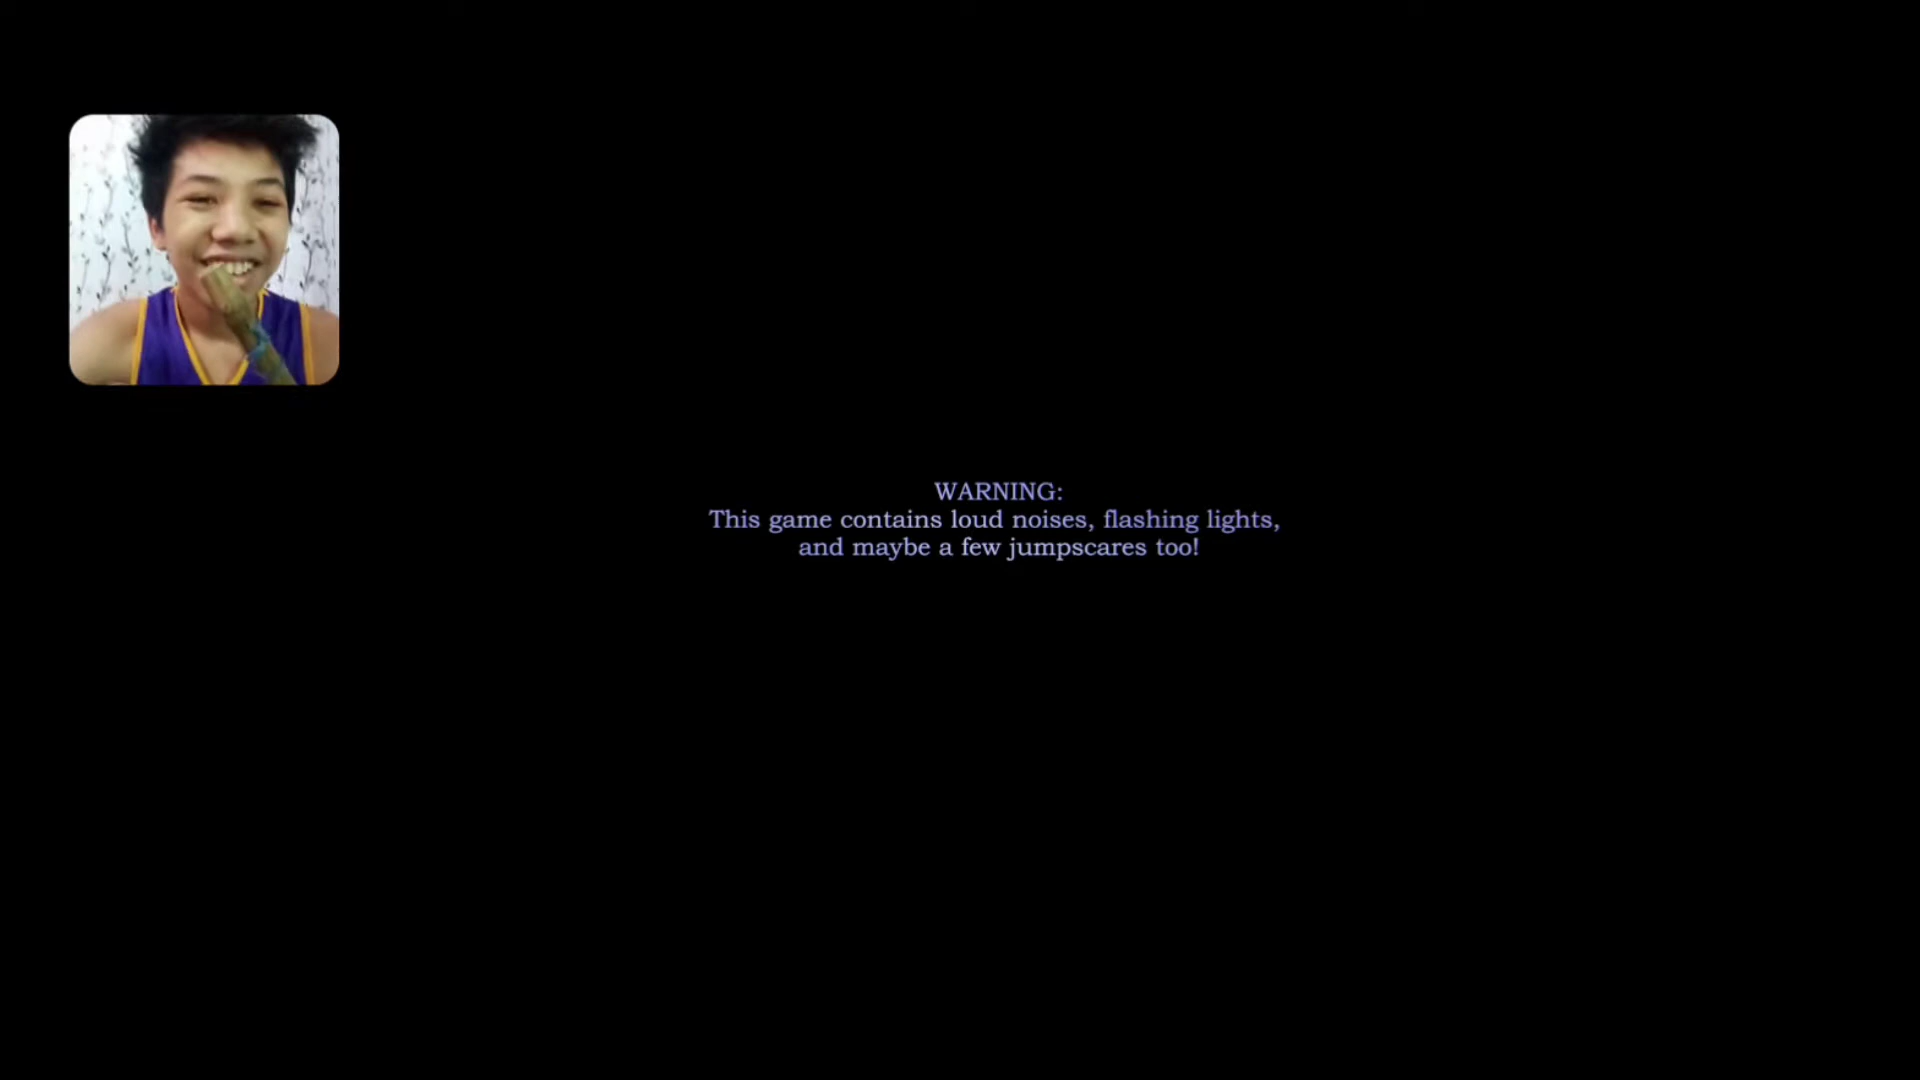 WARNING:
This game contains loud noises, flashing lights,
and maybe a few jumpscares too!